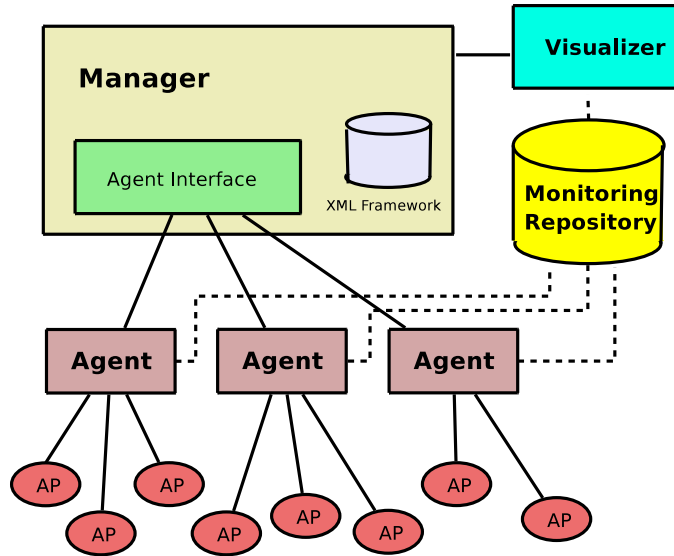 Visualizer
Manager
Agent Interface
XML Framework
Monitoring
Repository
Agent
Agent
Agent
AP
AP
AP
AP
AP
AP
AP
AP